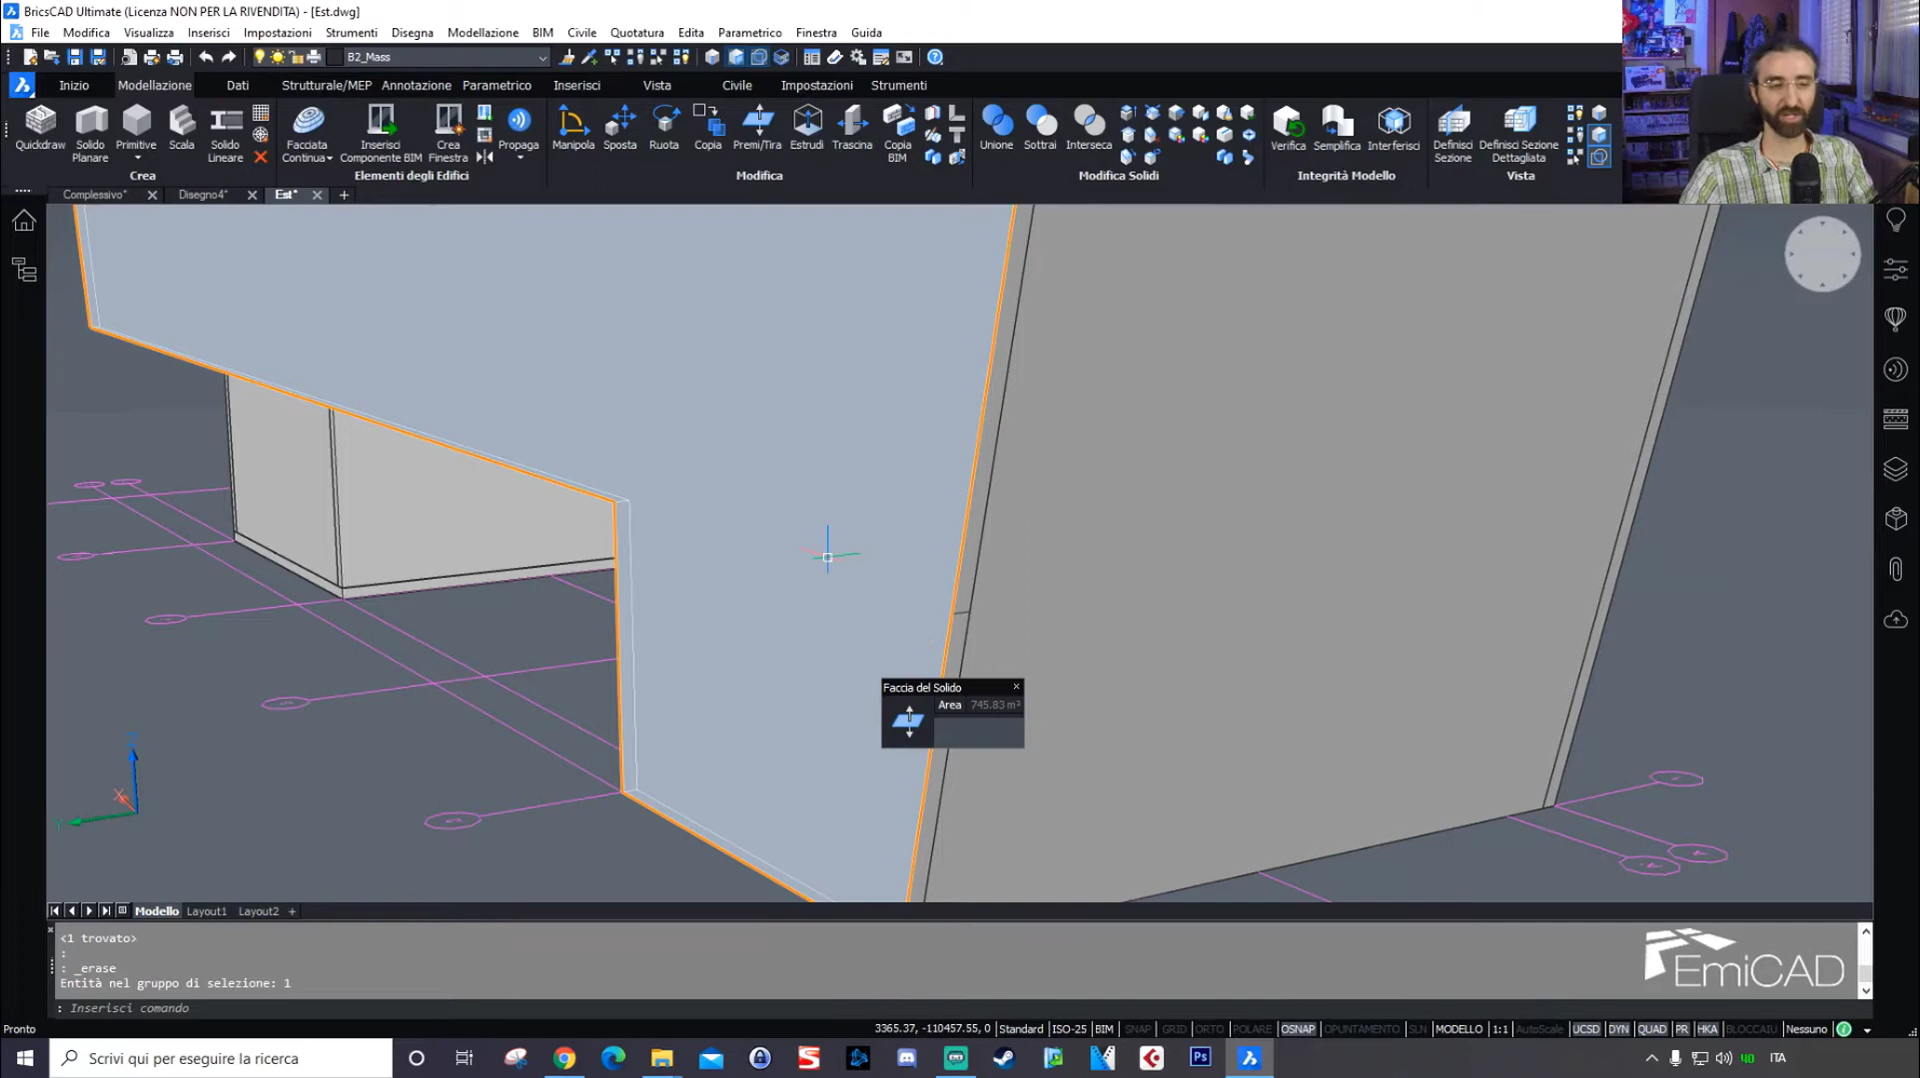 BricsCAD Ultimate (Licenza NON PER LA RIVENDITA) - [Est.dwg]
File Modifica Visualizza Inserisci Impostazioni Strumenti Disegna Modellazione BIM Civile Quotatura Edita Parametrico Finestra Guida
B2_Mass
Inizio Modellazione Dati Strutturale/MEP Annotazione Parametrico Inserisci Vista Civile Impostazioni Strumenti
Quickdraw Solido Planare Primitive Scala Solido Lineare Facciata Continua Inserisci Componente BIM Crea Finestra Propaga Manipola Sposta Ruota Copia Premi/Tira Estrudi Trascina Copia BIM Unione Sottrai Interseca Verifica Semplifica Interferisci Definisci Sezione Definisci Sezione Dettagliata
Crea Elementi degli Edifici Modifica Modifica Solidi Integrità Modello Vista
Complessivo* Disegno4* Est*
Faccia del Solido
Area 745.83 m²
Z
X
Y
Modello Layout1 Layout2
<1 trovato>
:
: _erase
Entità nel gruppo di selezione: 1
: Inserisci comando
EmiCAD
Pronto 3365.37, -110457.55, 0 Standard ISO-25 BIM SNAP GRID ORTO POLARE OSNAP OPUNTAMENTO SLN MODELLO 1:1 AutoScale UCSD DYN QUAD PR HKA BLOCCAIU Nessuno
Scrivi qui per eseguire la ricerca
Ps
40
ITA